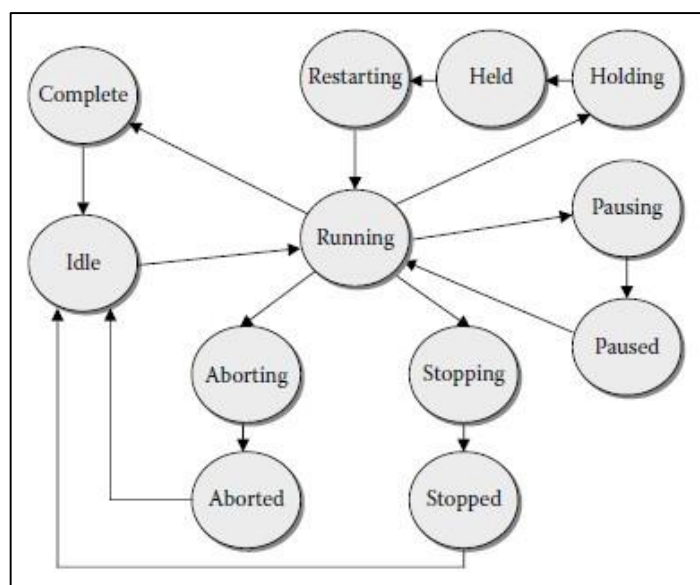 Complete
Restarting
Held
Holding
Idle
Running
Pausing
Paused
Aborting
Stopping
Aborted
Stopped